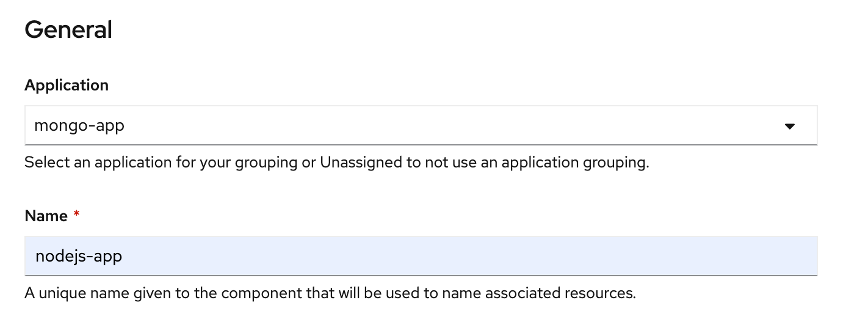 General
Application
mongo-app
Select an application for your grouping or Unassigned to not use an application grouping.
Name *
nodejs-app
A unique name given to the component that will be used to name associated resources.